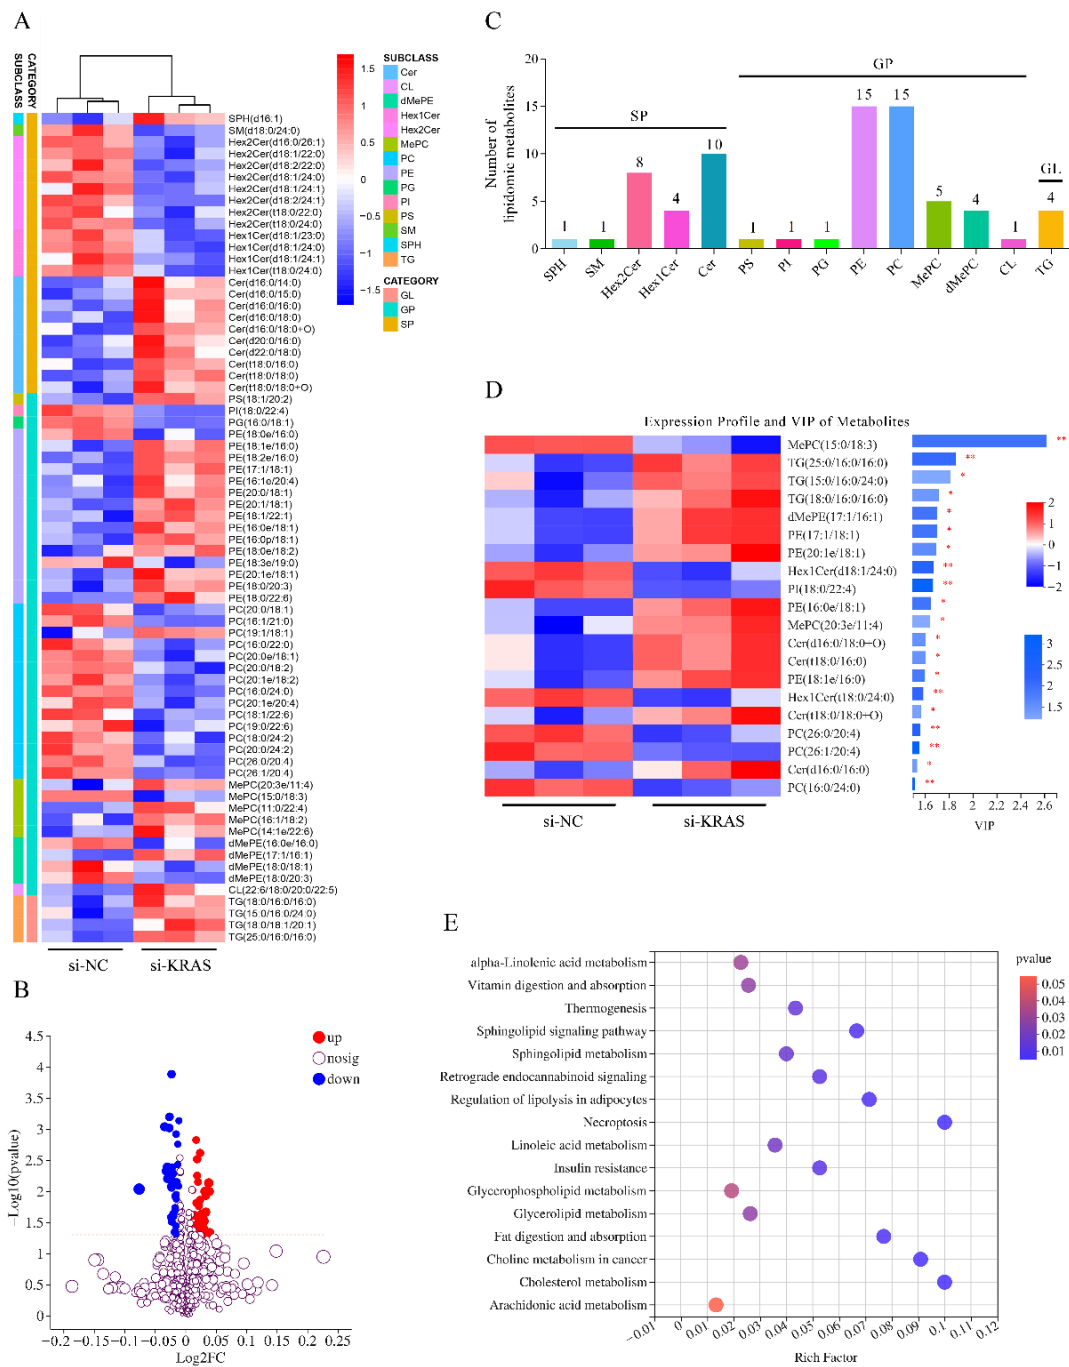 A
SUBCLASS
CATEGORY
SPH(d16:1)
SM(d18:0/24:0)
Hex2Cer(d16:0/26:1)
Hex2Cer(d18:1/22:0)
Hex2Cer(d18:2/22:0)
Hex2Cer(d18:1/24:0)
Hex2Cer(d18:1/24:1)
Hex2Cer(d18:2/24:1)
Hex2Cer(t18:0/22:0)
Hex2Cer(t18:0/24:0)
Hex1Cer(d18:1/23:0)
Hex1Cer(d18:1/24:0)
Hex1Cer(d18:1/24:1)
Hex1Cer(t18:0/24:0)
Cer(d16:0/14:0)
Cer(d16:0/15:0)
Cer(d16:0/16:0)
Cer(d16:0/18:0)
Cer(d16:0/18:0+O)
Cer(d20:0/16:0)
Cer(d22:0/18:0)
Cer(t18:0/16:0)
Cer(t18:0/18:0)
Cer(t18:0/18:0+O)
PS(18:1/20:2)
PI(18:0/22:4)
PG(16:0/18:1)
PE(18:0e/16:0)
PE(18:1e/16:0)
PE(18:2e/16:0)
PE(17:1/18:1)
PE(16:1e/20:4)
PE(20:0/18:1)
PE(20:1/18:1)
PE(18:1/22:1)
PE(16:0e/18:1)
PE(16:0p/18:1)
PE(18:0e/18:2)
PE(18:3e/19:0)
PE(20:1e/18:1)
PE(18:0/20:3)
PE(18:0/22:6)
PC(20:0/18:1)
PC(16:1/21:0)
PC(19:1/18:1)
PC(16:0/22:0)
PC(20:0e/18:1)
PC(20:0/18:2)
PC(20:1e/18:2)
PC(16:0/24:0)
PC(20:1e/20:4)
PC(18:1/22:6)
PC(19:0/22:6)
PC(18:0/24:2)
PC(20:0/24:2)
PC(26:0/20:4)
PC(26:1/20:4)
MePC(20:3e/11:4)
MePC(15:0/18:3)
MePC(11:0/22:4)
MePC(16:1/18:2)
MePC(14:1e/22:6)
dMePE(16:0e/16:0)
dMePE(17:1/16:1)
dMePE(18:0/18:1)
dMePE(18:0/20:3)
CL(22:6/18:0/20:0/22:5)
TG(18:0/16:0/16:0)
TG(15:0/16:0/24:0)
TG(18:0/18:1/20:1)
TG(25:0/16:0/16:0)
si-NC
si-KRAS
1.5
1
0.5
0
−0.5
−1
−1.5
SUBCLASS
Cer
CL
dMePE
Hex1Cer
Hex2Cer
MePC
PC
PE
PG
PI
PS
SM
SPH
TG
CATEGORY
GL
GP
SP
B
4.5
4
3.5
3
2.5
2
1.5
1
0.5
0
−Log10(pvalue)
−0.2
−0.15
−0.1
−0.05
0
0.05
0.1
0.15
0.2
0.25
Log2FC
up
nosig
down
C
Number of
lipidomic metabolites
20
15
10
5
0
SP
GP
GL
1
1
8
4
10
1
1
1
15
15
5
4
1
4
SPH
SM
Hex2Cer
Hex1Cer
Cer
PS
PI
PG
PE
PC
MePC
dMePC
CL
TG
D
Expression Profile and VIP of Metabolites
MePC(15:0/18:3)
**
TG(25:0/16:0/16:0)
**
TG(15:0/16:0/24:0)
*
TG(18:0/16:0/16:0)
*
dMePE(17:1/16:1)
*
PE(17:1/18:1)
*
PE(20:1e/18:1)
*
Hex1Cer(d18:1/24:0)
**
PI(18:0/22:4)
**
PE(16:0e/18:1)
*
MePC(20:3e/11:4)
*
Cer(d16:0/18:0+O)
*
Cer(t18:0/16:0)
*
PE(18:1e/16:0)
*
Hex1Cer(t18:0/24:0)
**
Cer(t18:0/18:0+O)
*
PC(26:0/20:4)
**
PC(26:1/20:4)
**
Cer(d16:0/16:0)
*
PC(16:0/24:0)
**
si-NC
si-KRAS
1.6
1.8
2
2.2
2.4
2.6
VIP
2
1
0
−1
−2
3
2.5
2
1.5
E
alpha-Linolenic acid metabolism
Vitamin digestion and absorption
Thermogenesis
Sphingolipid signaling pathway
Sphingolipid metabolism
Retrograde endocannabinoid signaling
Regulation of lipolysis in adipocytes
Necroptosis
Linoleic acid metabolism
Insulin resistance
Glycerophospholipid metabolism
Glycerolipid metabolism
Fat digestion and absorption
Choline metabolism in cancer
Cholesterol metabolism
Arachidonic acid metabolism
−0.01
0
0.01
0.02
0.03
0.04
0.05
0.06
0.07
0.08
0.09
0.1
0.11
0.12
Rich Factor
pvalue
0.05
0.04
0.03
0.02
0.01